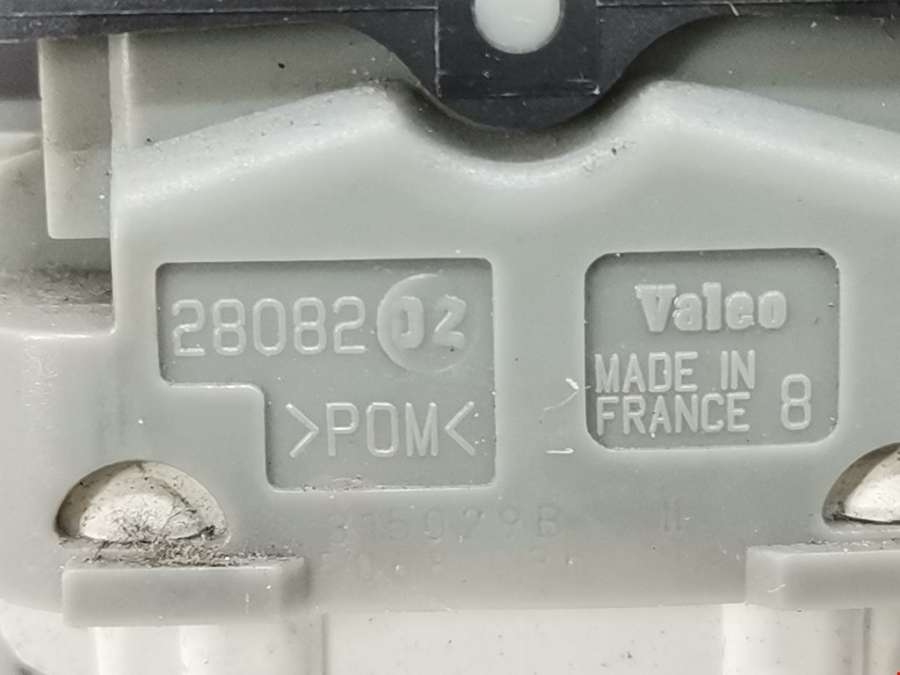 28082 02
>POM<
Valeo
MADE IN
FRANCE 8